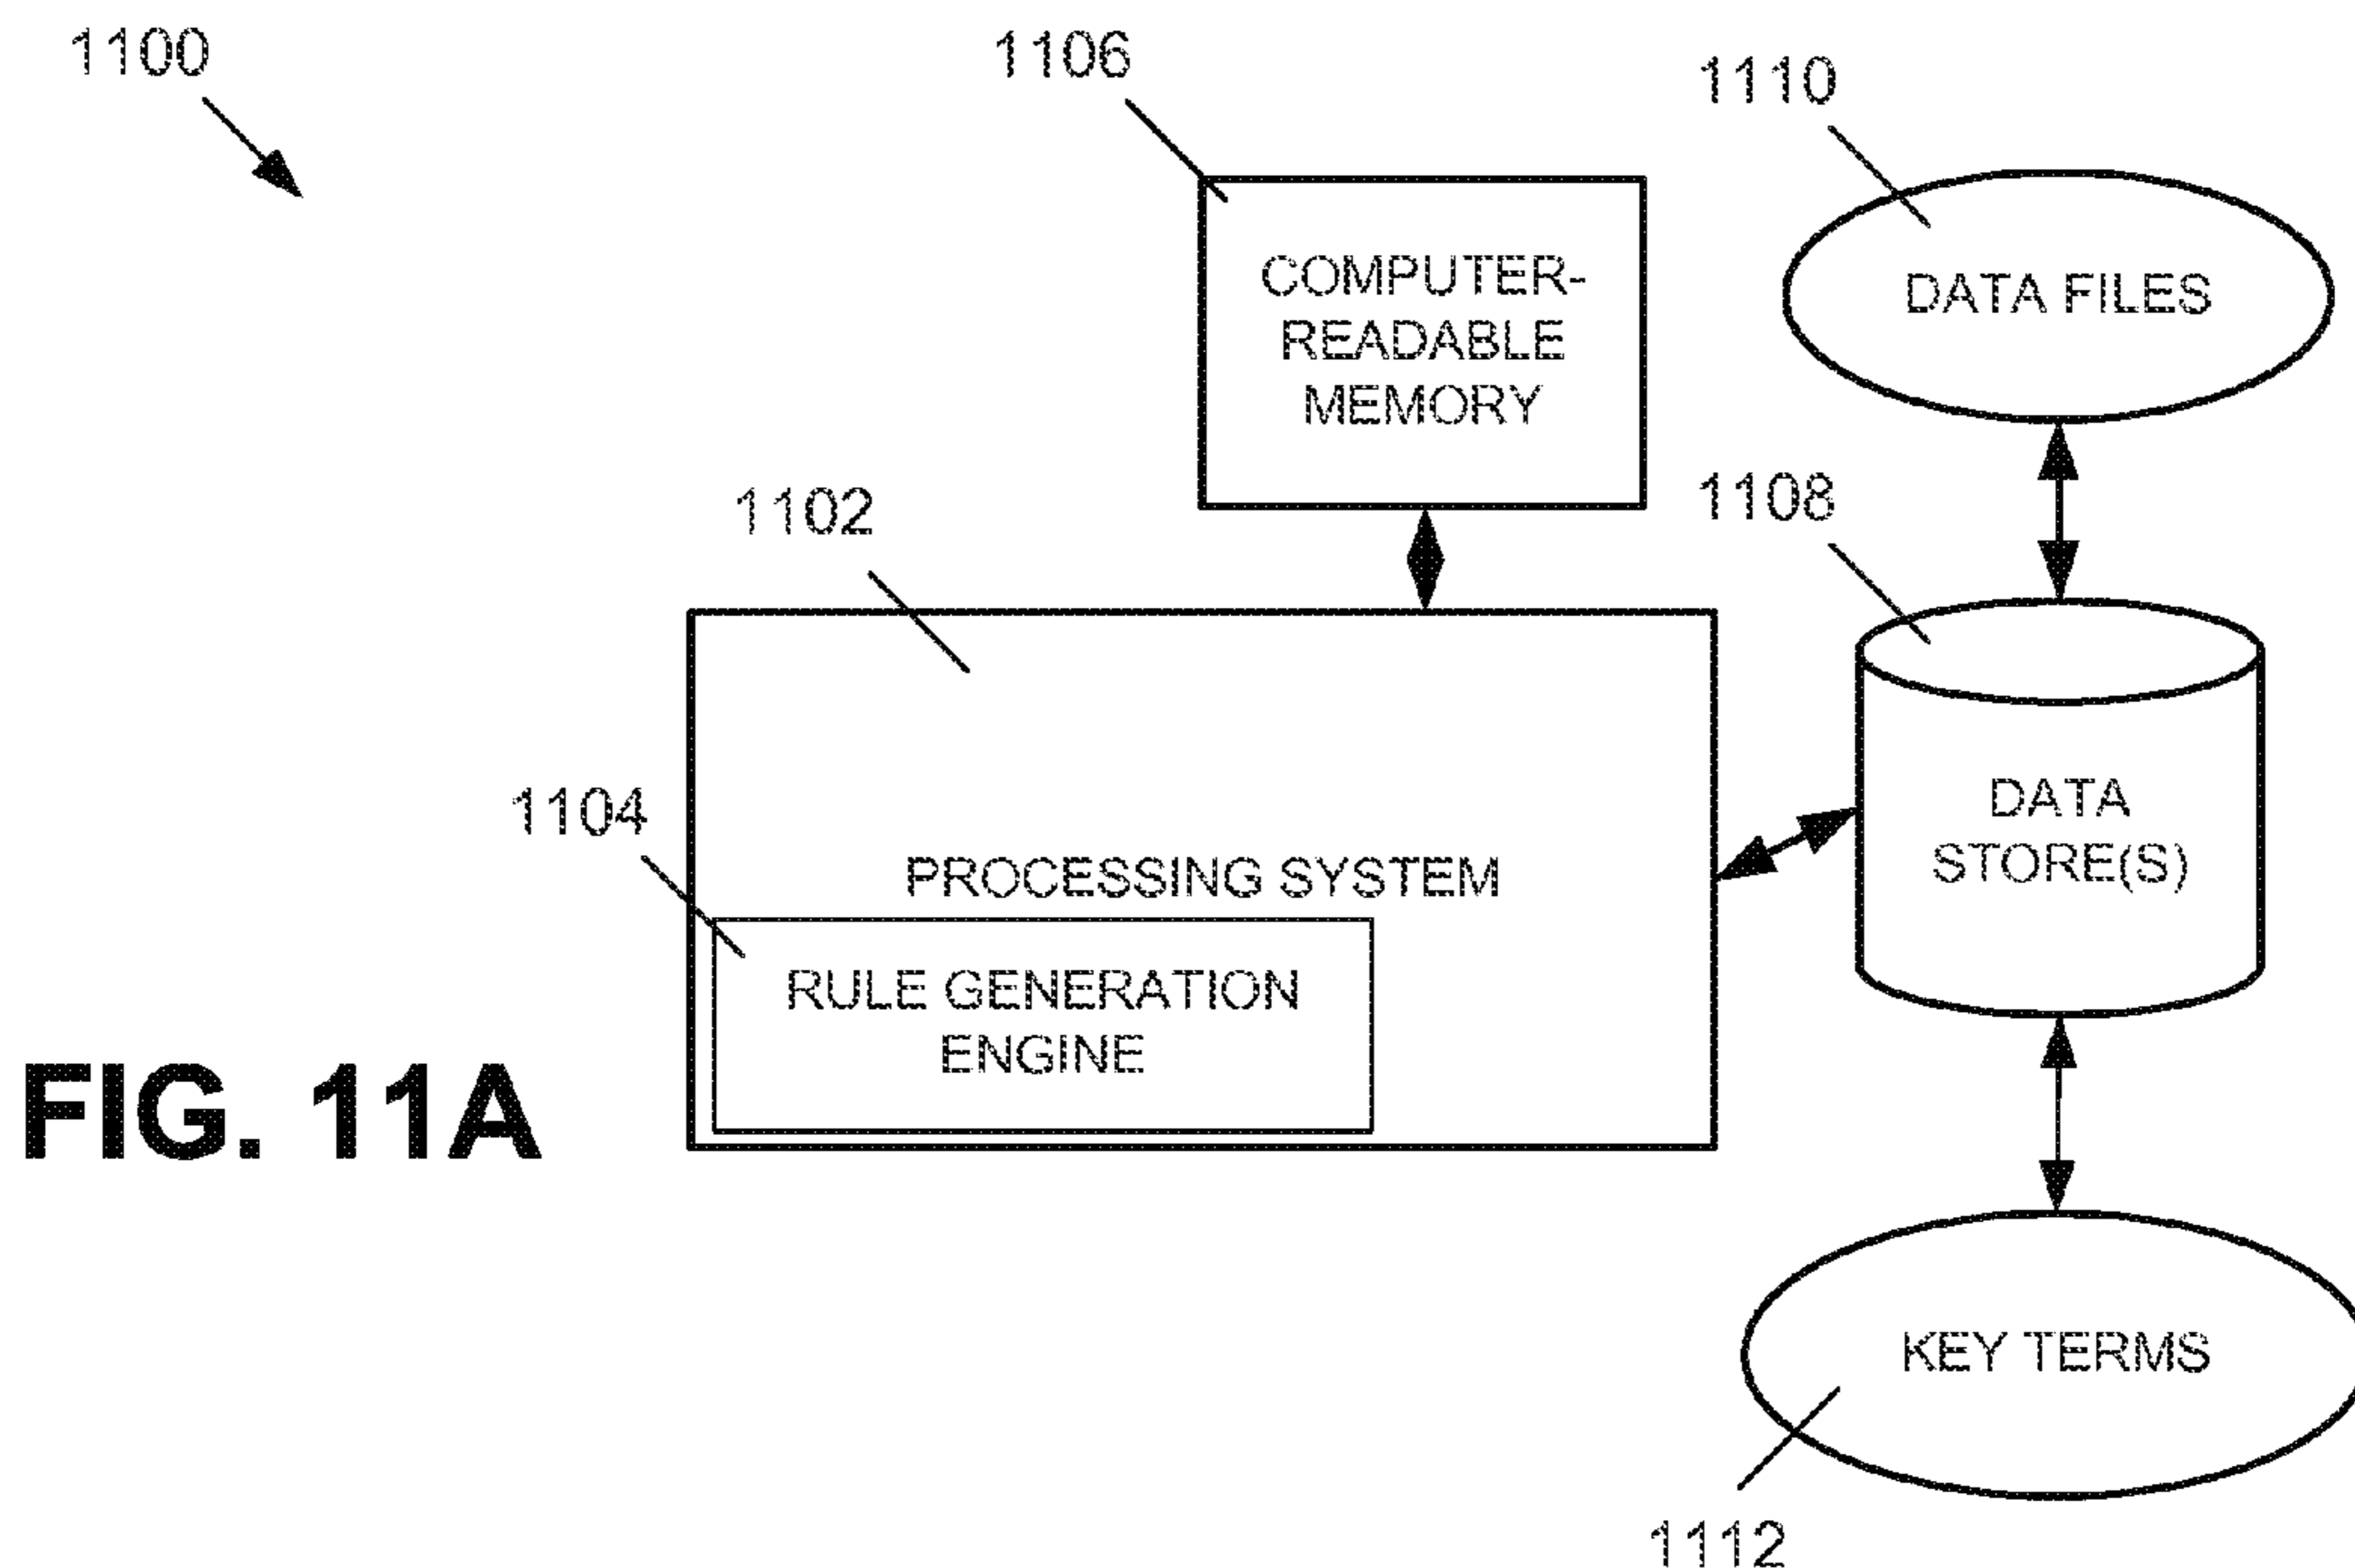 1100
1106
1110
COMPUTER-
READABLE
MEMORY
DATA FILES
1102
1108
1104
PROCESSING SYSTEM
DATA
STORE(S)
RULE GENERATION
ENGINE
FIG. 11A
KEY TERMS
1112